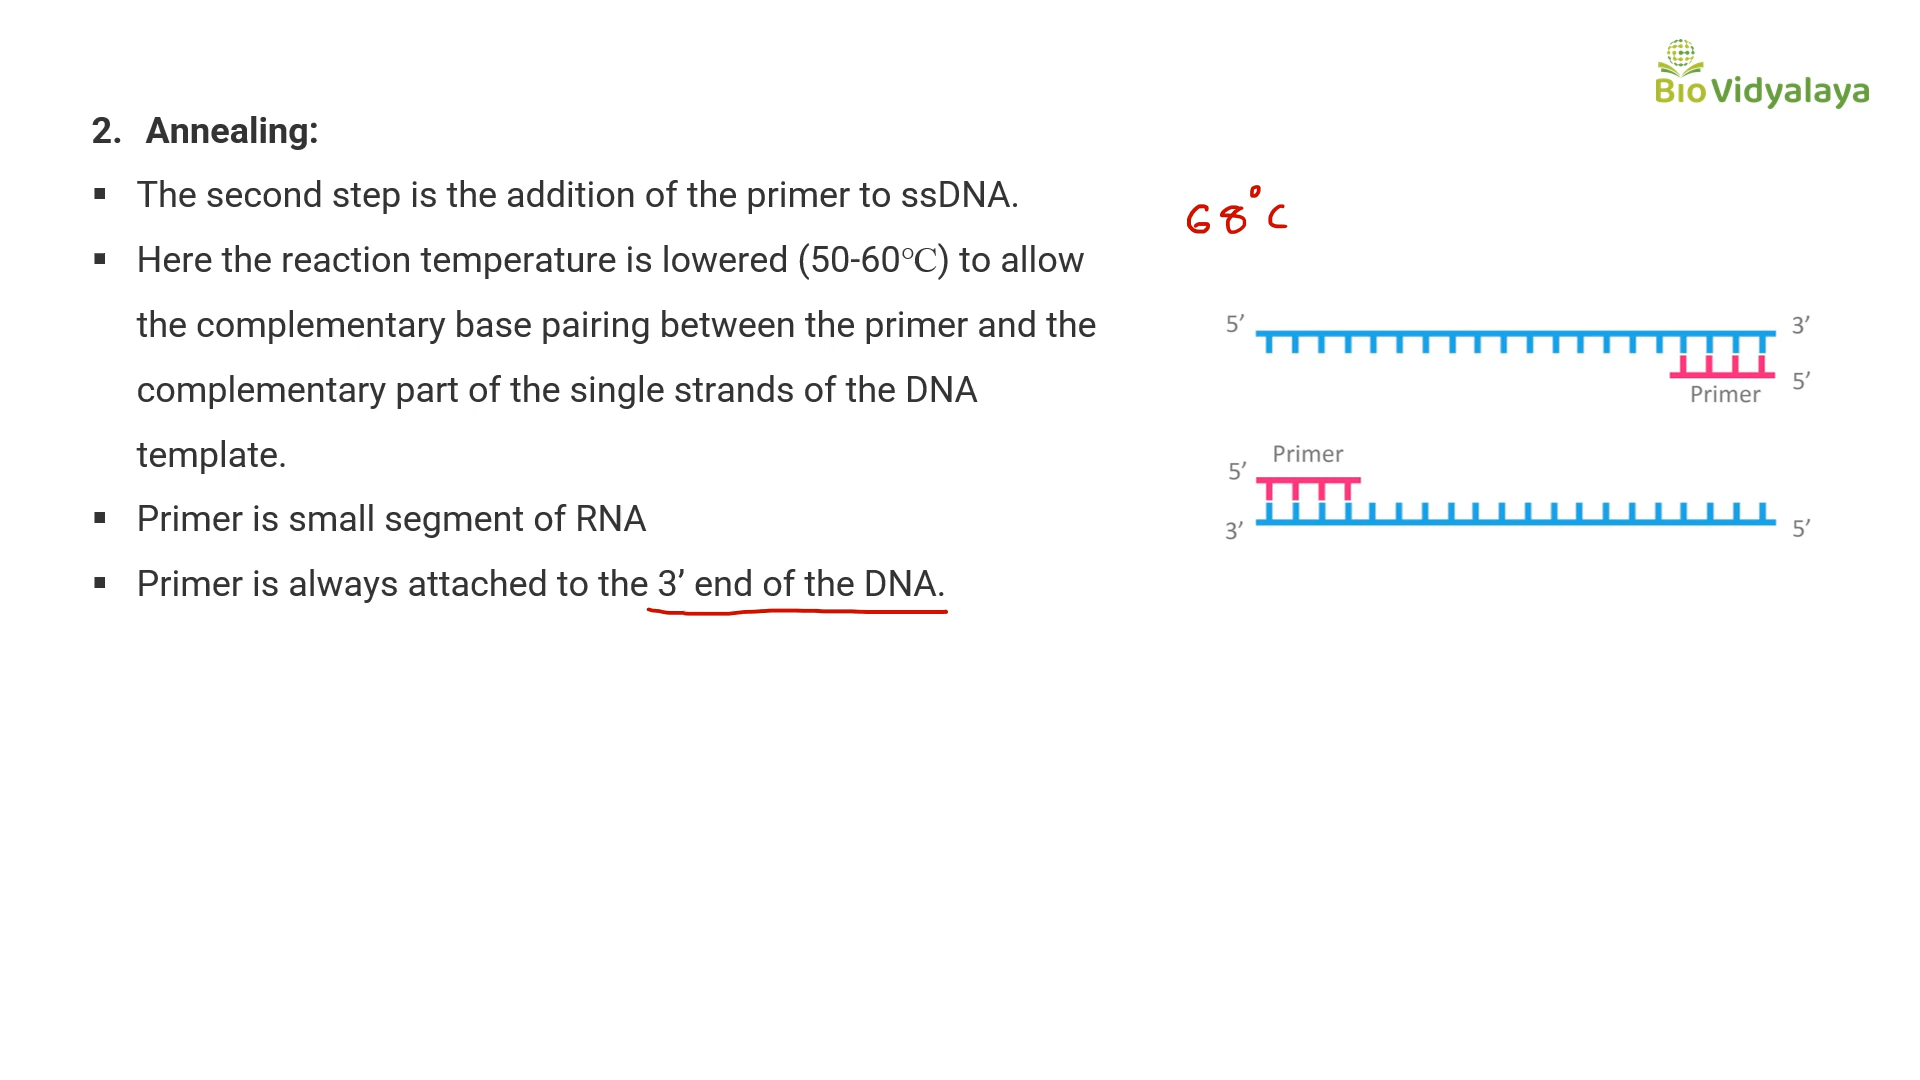 Bio Vidyalaya
2. Annealing:
▪ The second step is the addition of the primer to ssDNA.
68°C
▪ Here the reaction temperature is lowered (50-60℃) to allow
the complementary base pairing between the primer and the
complementary part of the single strands of the DNA
template.
▪ Primer is small segment of RNA
▪ Primer is always attached to the 3’ end of the DNA.
5’ 3’
5’
Primer
Primer
5’
3’ 5’